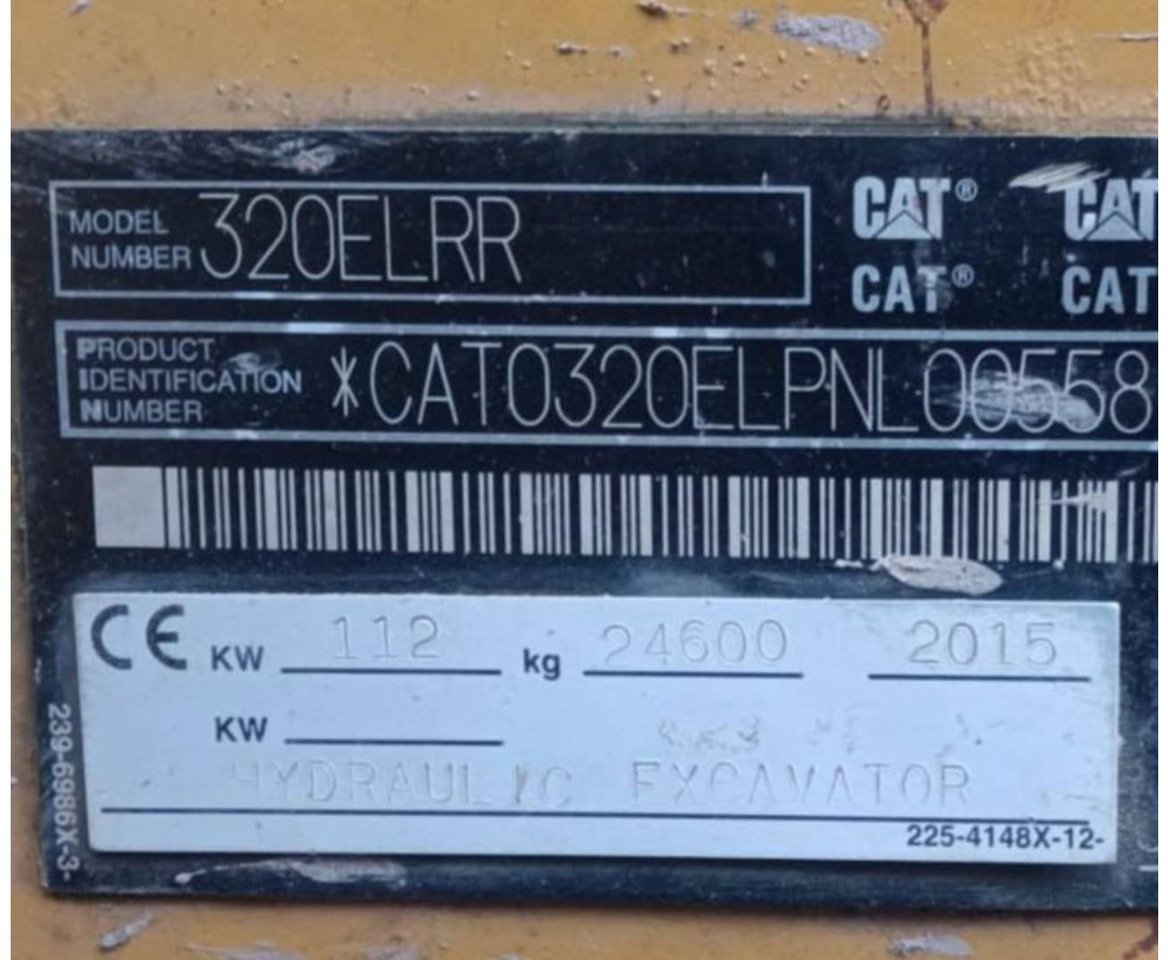 MODEL NUMBER 320ELRR
CAT® CAT
CAT® CAT
PRODUCT IDENTIFICATION NUMBER *CAT0320ELPNL00558
CE KW 112 kg 24600 2015
KW
HYDRAULIC EXCAVATOR
225-4148X-12-
239-6986X-3-